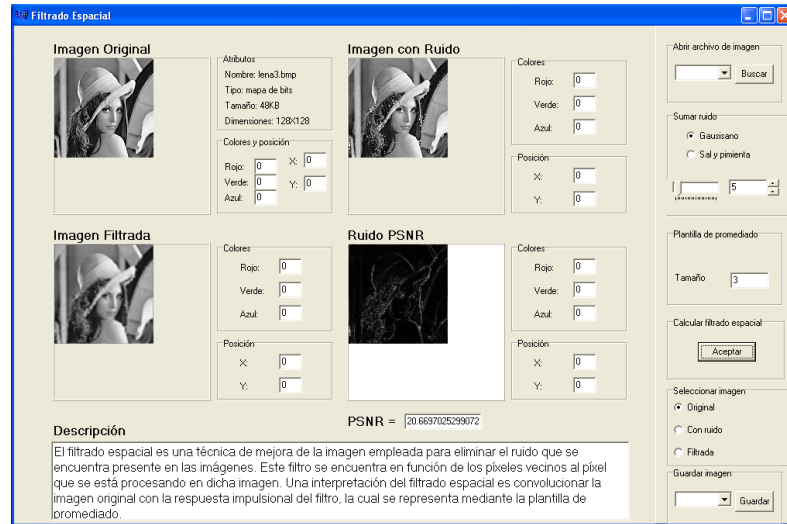 Filtrado Espacial
Imagen Original
Atributos
Nombre: lena3.bmp
Tipo: mapa de bits
Tamaño: 48KB
Dimensiones: 128X128
Colores y posición
Rojo: 0 X: 0
Verde: 0 Y: 0
Azul: 0
Imagen con Ruido
Colores
Rojo: 0
Verde: 0
Azul: 0
Posición
X: 0
Y: 0
Imagen Filtrada
Colores
Rojo: 0
Verde: 0
Azul: 0
Posición
X: 0
Y: 0
Ruido PSNR
Colores
Rojo: 0
Verde: 0
Azul: 0
Posición
X: 0
Y: 0
PSNR = 20.6697025299072
Descripción
El filtrado espacial es una técnica de mejora de la imagen empleada para eliminar el ruido que se
encuentra presente en las imágenes. Este filtro se encuentra en función de los píxeles vecinos al píxel
que se está procesando en dicha imagen. Una interpretación del filtrado espacial es convolucionar la
imagen original con la respuesta impulsional del filtro, la cual se representa mediante la plantilla de
promediado.
Abrir archivo de imagen
Buscar
Sumar ruido
Gausisano
Sal y pimienta
5
Plantilla de promediado
Tamaño 3
Calcular filtrado espacial
Aceptar
Seleccionar imagen
Original
Con ruido
Filtrada
Guardar imagen
Guardar